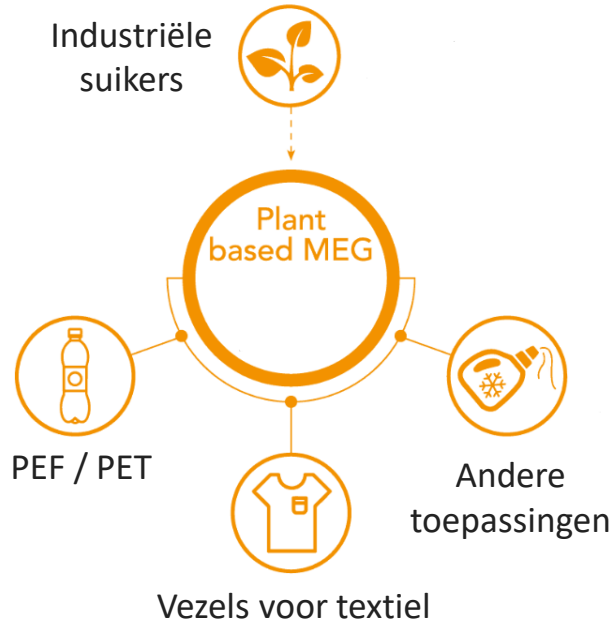 Industriële
suikers
Plant
based MEG
PEF / PET
Andere
toepassingen
Vezels voor textiel